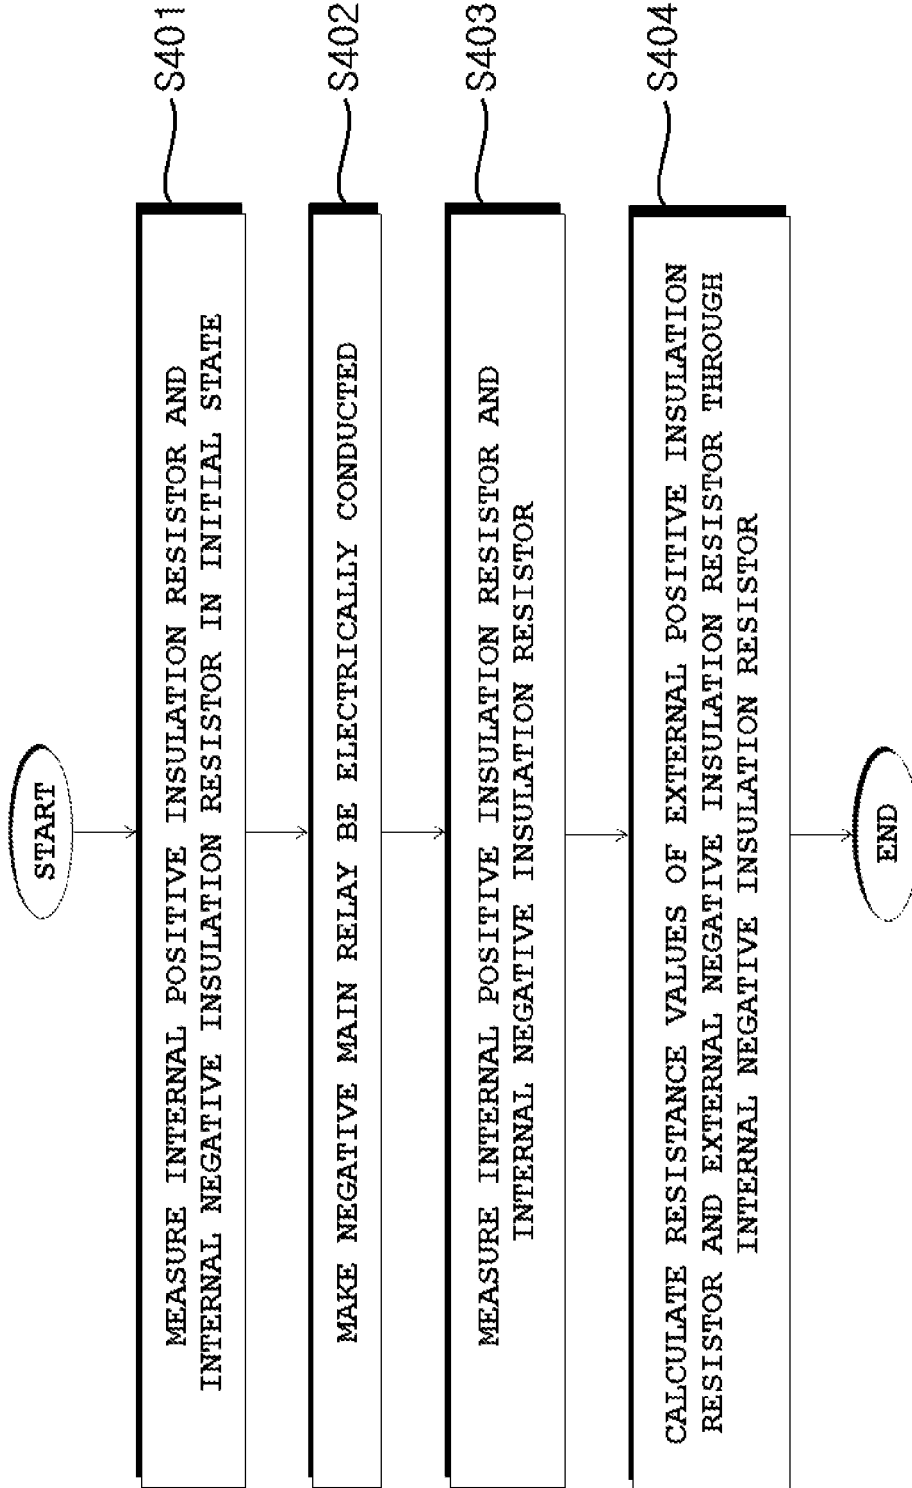 START
MEASURE INTERNAL POSITIVE INSULATION RESISTOR AND
INTERNAL NEGATIVE INSULATION RESISTOR IN INITIAL STATE
S401
MAKE NEGATIVE MAIN RELAY BE ELECTRICALLY CONDUCTED
S402
MEASURE INTERNAL POSITIVE INSULATION RESISTOR AND
INTERNAL NEGATIVE INSULATION RESISTOR
S403
CALCULATE RESISTANCE VALUES OF EXTERNAL POSITIVE INSULATION
RESISTOR AND EXTERNAL NEGATIVE INSULATION RESISTOR THROUGH
INTERNAL NEGATIVE INSULATION RESISTOR
S404
END